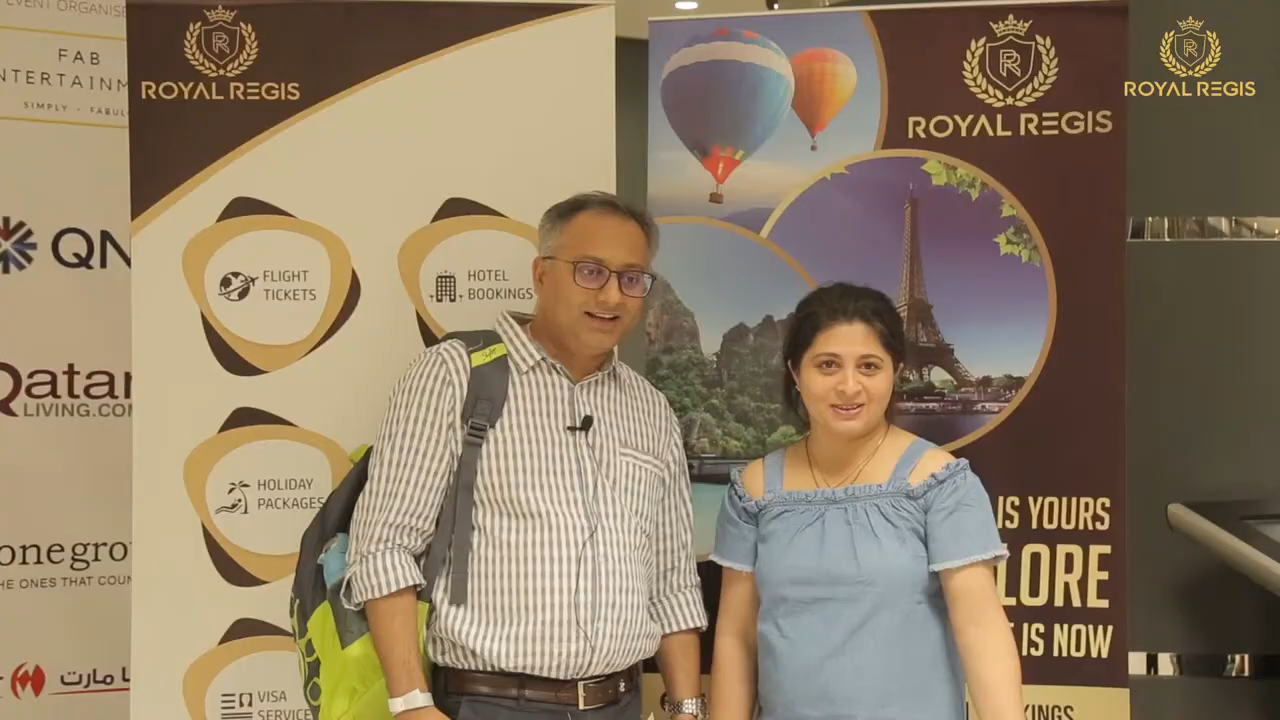 EVENT ORGANISE
FAB
NTERTAINM
SIMPLY - FABUL
QN
Qatar
LIVING.COM
onegro
HE ONES THAT COUN
ا مارت
ROYAL REGIS
FLIGHT
TICKETS
HOTEL
BOOKINGS
HOLIDAY
PACKAGES
VISA
SERVICE
ROYAL REGIS
IS YOURS
LORE
IS NOW
KINGS
ROYAL REGIS